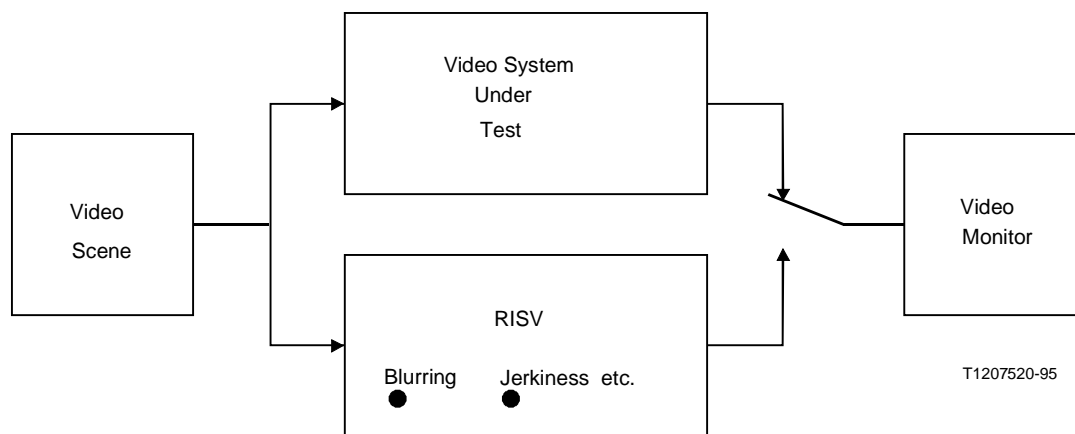 Video System
Under
Test
Video
Scene
Video
Monitor
RISV
Blurring Jerkiness etc.
T1207520-95